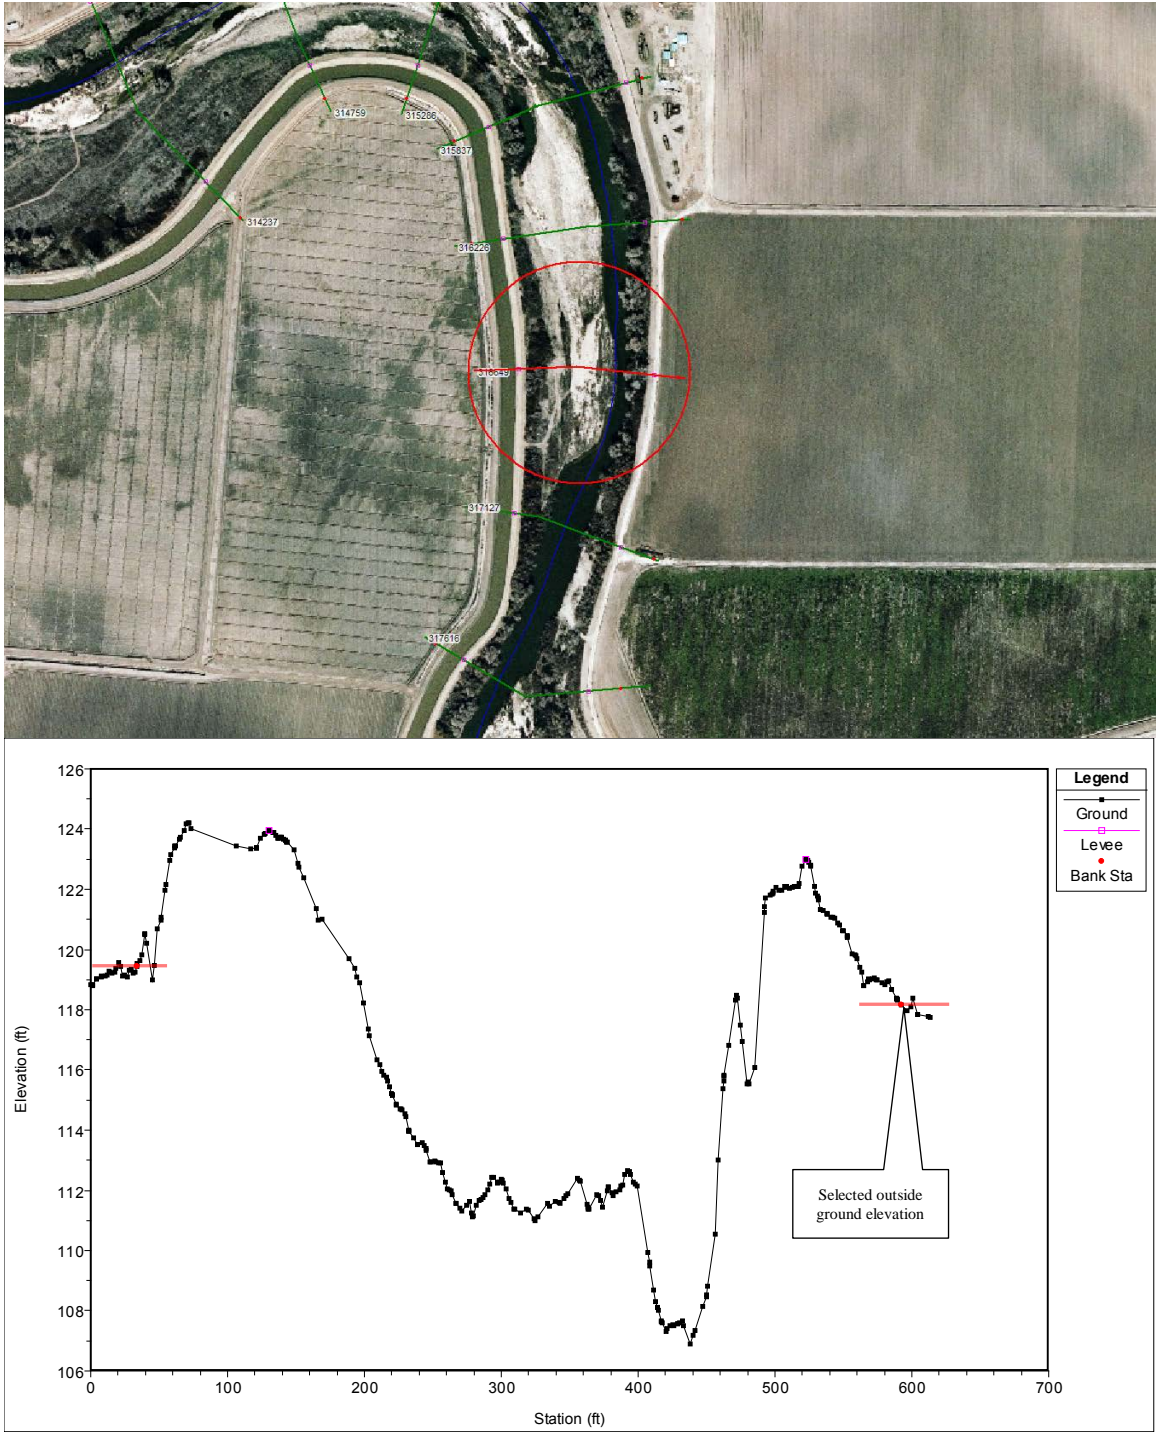 314759
315286
315837
314237
316226
316649
317127
317616
126
124
122
120
118
116
114
112
110
108
106
Elevation (ft)
0 100 200 300 400 500 600 700
Station (ft)
Legend
Ground
Levee
Bank Sta
Selected outside
ground elevation